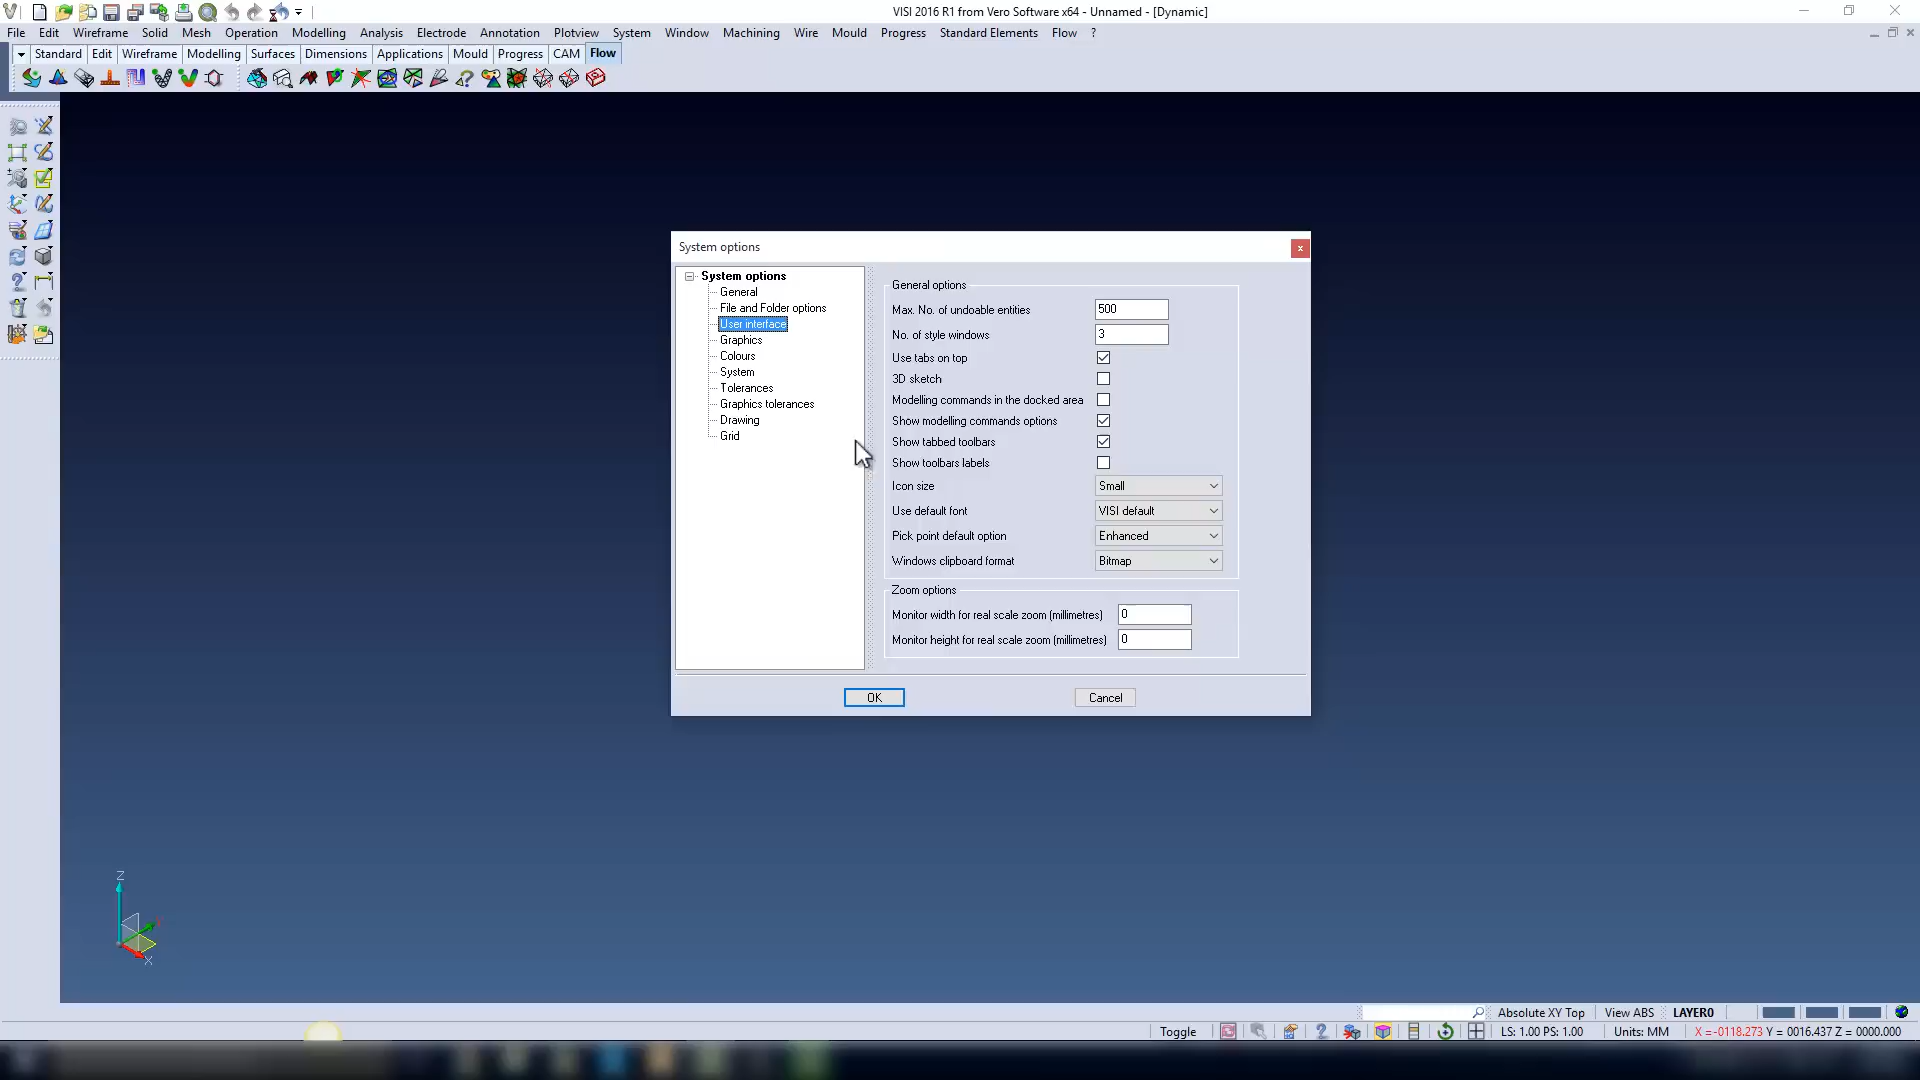 VISI 2016 R1 from Vero Software x64 - Unnamed - [Dynamic]
File Edit Wireframe Solid Mesh Operation Modelling Analysis Electrode Annotation Plotview System Window Machining Wire Mould Progress Standard Elements Flow ?
Standard Edit Wireframe Modelling Surfaces Dimensions Applications Mould Progress CAM Flow
System options
x
System options
General
File and Folder options
User interface
Graphics
Colours
System
Tolerances
Graphics tolerances
Drawing
Grid
General options
Max. No. of undoable entities 500
No. of style windows 3
Use tabs on top
3D sketch
Modelling commands in the docked area
Show modelling commands options
Show tabbed toolbars
Show toolbars labels
Icon size Small
Use default font VISI default
Pick point default option Enhanced
Windows clipboard format Bitmap
Zoom options
Monitor width for real scale zoom (millimetres) 0
Monitor height for real scale zoom (millimetres) 0
OK Cancel
Z
Y
X
Absolute XY Top View ABS LAYER0
Toggle LS: 1.00 PS: 1.00 Units: MM X =-0118.273 Y = 0016.437 Z = 0000.000